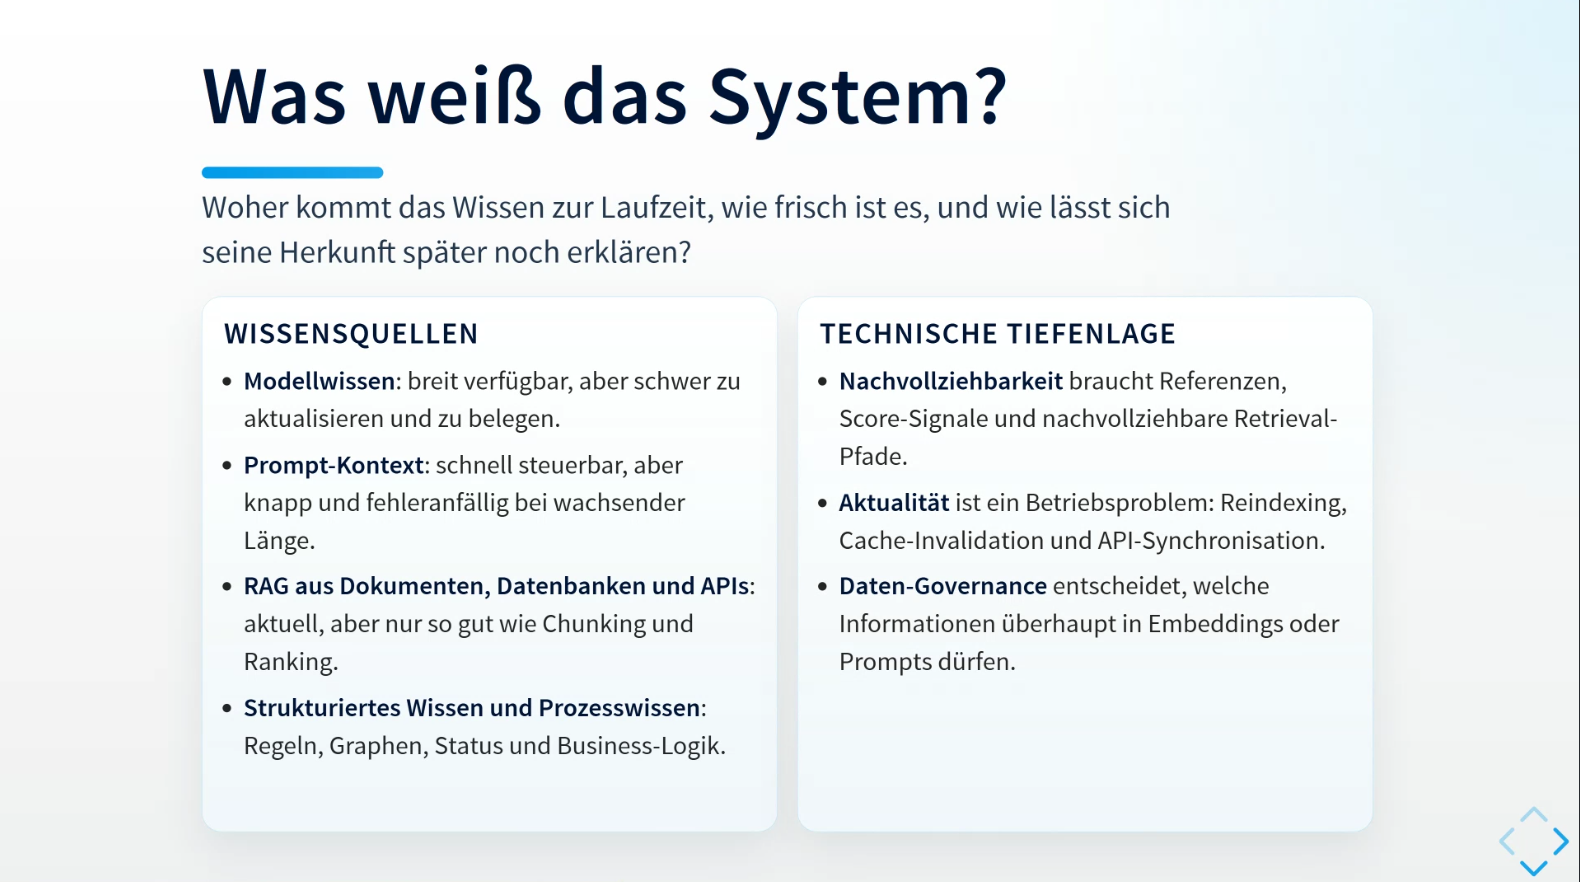 Was weiß das System?
Woher kommt das Wissen zur Laufzeit, wie frisch ist es, und wie lässt sich
seine Herkunft später noch erklären?
WISSENSQUELLEN
• Modellwissen: breit verfügbar, aber schwer zu
aktualisieren und zu belegen.
• Prompt-Kontext: schnell steuerbar, aber
knapp und fehleranfällig bei wachsender
Länge.
• RAG aus Dokumenten, Datenbanken und APIs:
aktuell, aber nur so gut wie Chunking und
Ranking.
• Strukturiertes Wissen und Prozesswissen:
Regeln, Graphen, Status und Business-Logik.
TECHNISCHE TIEFENLAGE
• Nachvollziehbarkeit braucht Referenzen,
Score-Signale und nachvollziehbare Retrieval-
Pfade.
• Aktualität ist ein Betriebsproblem: Reindexing,
Cache-Invalidation und API-Synchronisation.
• Daten-Governance entscheidet, welche
Informationen überhaupt in Embeddings oder
Prompts dürfen.